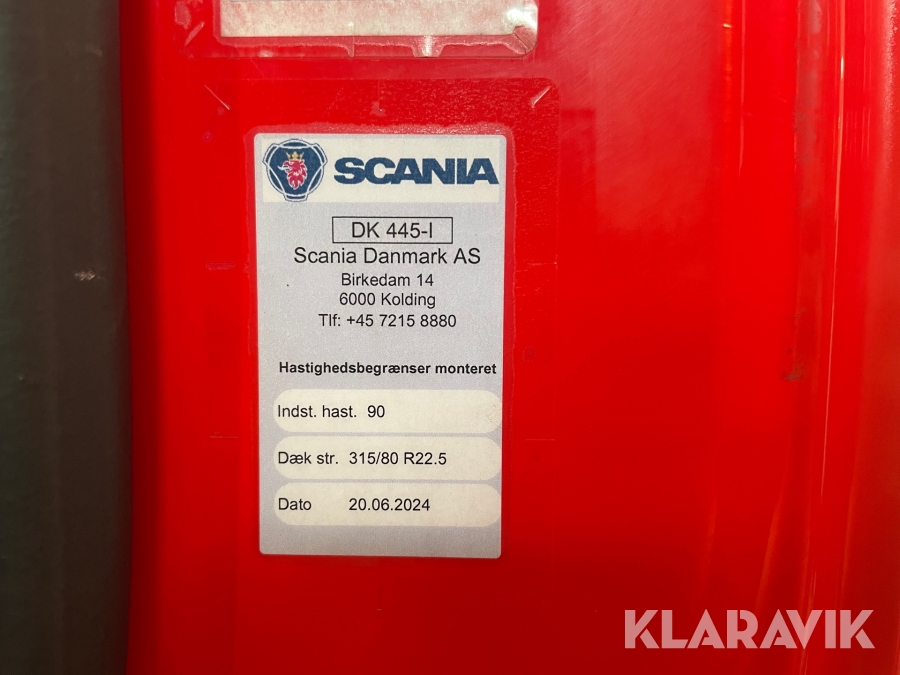 SCANIA
DK 445-I
Scania Danmark AS
Birkedam 14
6000 Kolding
Tlf: +45 7215 8880
Hastighedsbegrænser monteret
Indst. hast. 90
Dæk str. 315/80 R22.5
Dato 20.06.2024
KLARAVIK